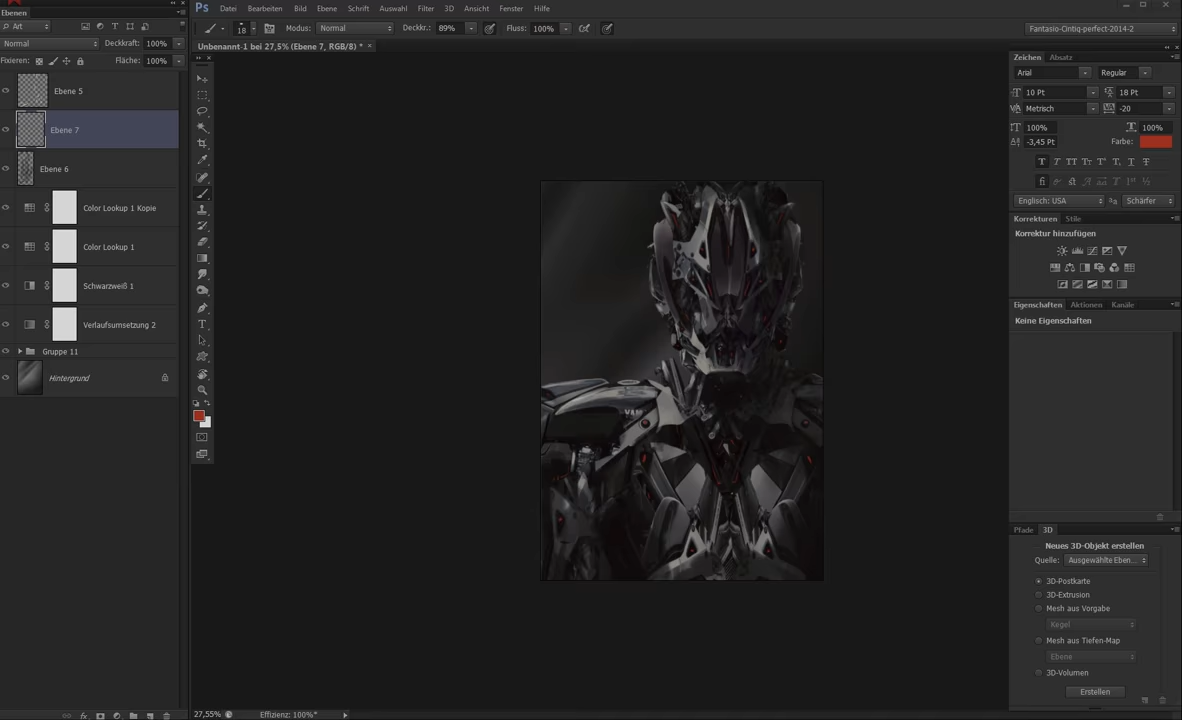 Ps Datei Bearbeiten Bild Ebene Schrift Auswahl Filter 3D Ansicht Fenster Hilfe
Ebenen
Art
Normal Deckkraft: 100%
Fixieren: Fläche: 100%
Ebene 5
Ebene 7
Ebene 6
Color Lookup 1 Kopie
Color Lookup 1
Schwarzweiß 1
Verlaufsumsetzung 2
Gruppe 11
Hintergrund
18 Modus: Normal Deckkr.: 89% Fluss: 100% Fantasio-Cintiq-perfect-2014-2
Unbenannt-1 bei 27,5% (Ebene 7, RGB/8) * ×
Zeichen Absatz
Arial Regular
10 Pt 18 Pt
Metrisch -20
100% 100%
-3,45 Pt Farbe:
Englisch: USA Schärfer
Korrekturen Stile
Korrektur hinzufügen
Eigenschaften Aktionen Kanäle
Keine Eigenschaften
Pfade 3D
Neues 3D-Objekt erstellen
Quelle: Ausgewählte Eben...
3D-Postkarte
3D-Extrusion
Mesh aus Vorgabe
Kegel
Mesh aus Tiefen-Map
Ebene
3D-Volumen
Erstellen
27,55% Effizienz: 100%*